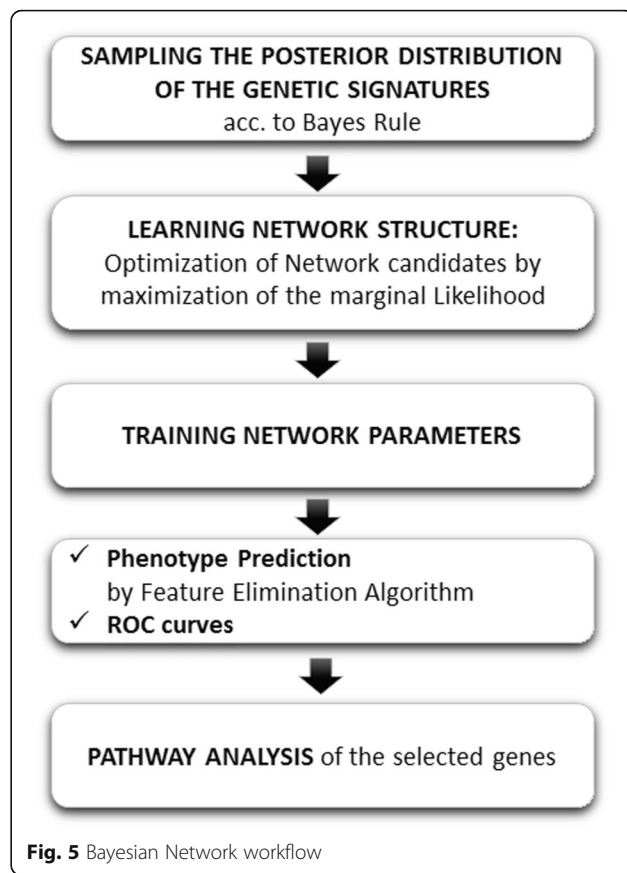 SAMPLING THE POSTERIOR DISTRIBUTION
OF THE GENETIC SIGNATURES
acc. to Bayes Rule
LEARNING NETWORK STRUCTURE:
Optimization of Network candidates by
maximization of the marginal Likelihood
TRAINING NETWORK PARAMETERS
✓ Phenotype Prediction
by Feature Elimination Algorithm
✓ ROC curves
PATHWAY ANALYSIS of the selected genes
Fig. 5 Bayesian Network workflow